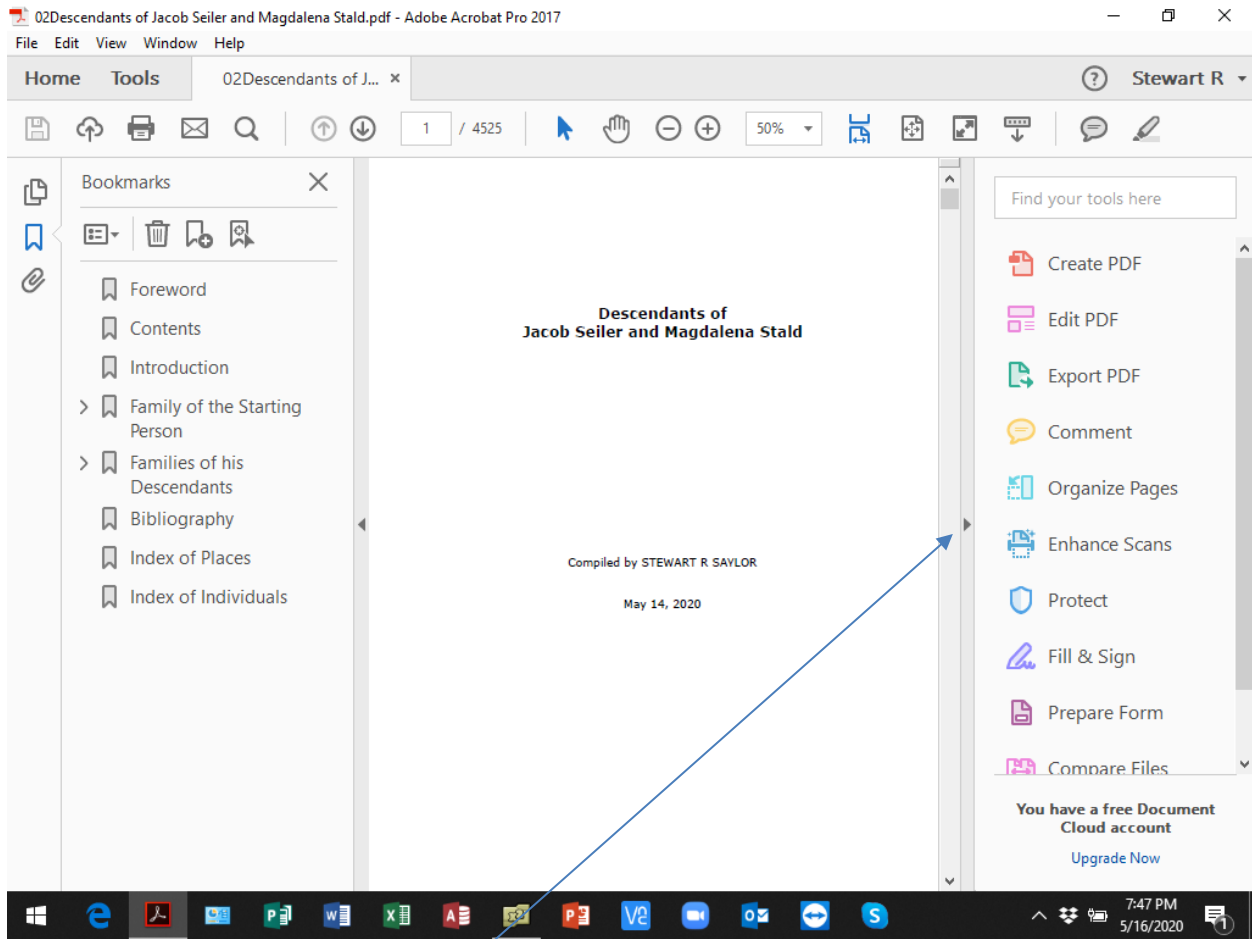 02Descendants of Jacob Seiler and Magdalena Stald.pdf - Adobe Acrobat Pro 2017
File Edit View Window Help
Home Tools 02Descendants of J... ×
Stewart R
1 / 4525
50%
Bookmarks
Foreword
Contents
Introduction
Family of the Starting
Person
Families of his
Descendants
Bibliography
Index of Places
Index of Individuals
Descendants of
Jacob Seiler and Magdalena Stald
Compiled by STEWART R SAYLOR
May 14, 2020
Find your tools here
Create PDF
Edit PDF
Export PDF
Comment
Organize Pages
Enhance Scans
Protect
Fill & Sign
Prepare Form
Compare Files
You have a free Document
Cloud account
Upgrade Now
7:47 PM
5/16/2020
1